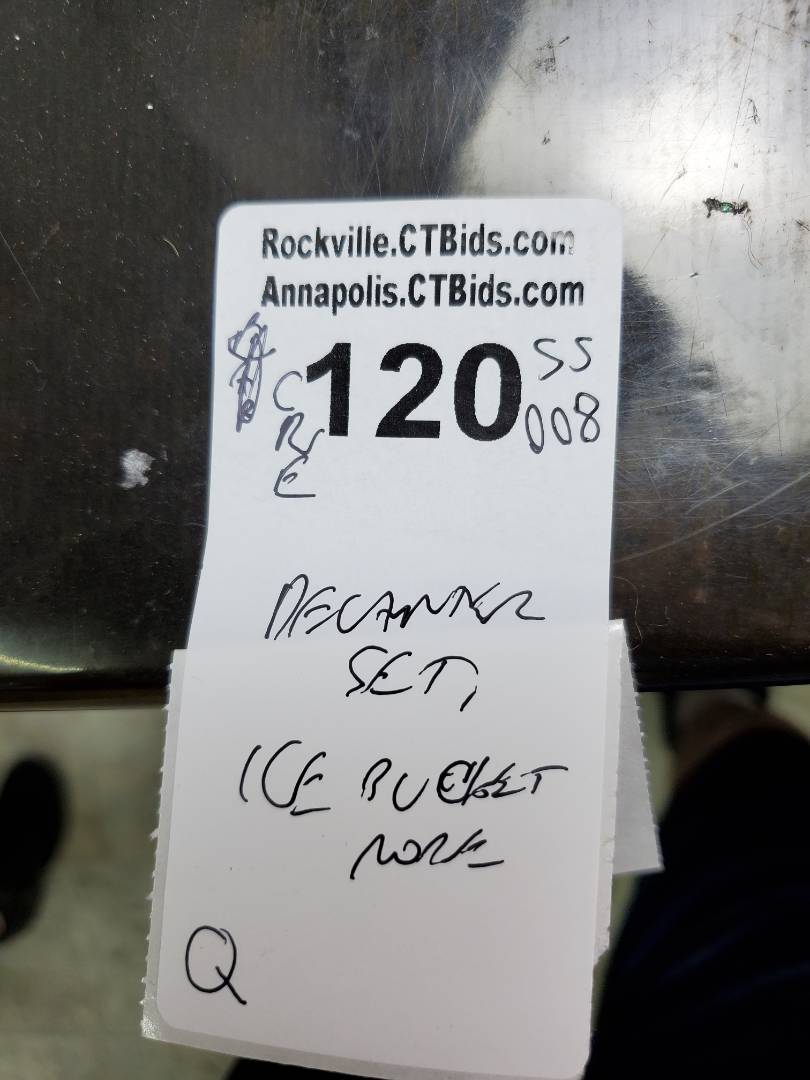 Rockville.CTBids.com
Annapolis.CTBids.com
120
SS
008
C
R
E
DECANTER
SET,
ICE BUCKET
MORE
Q